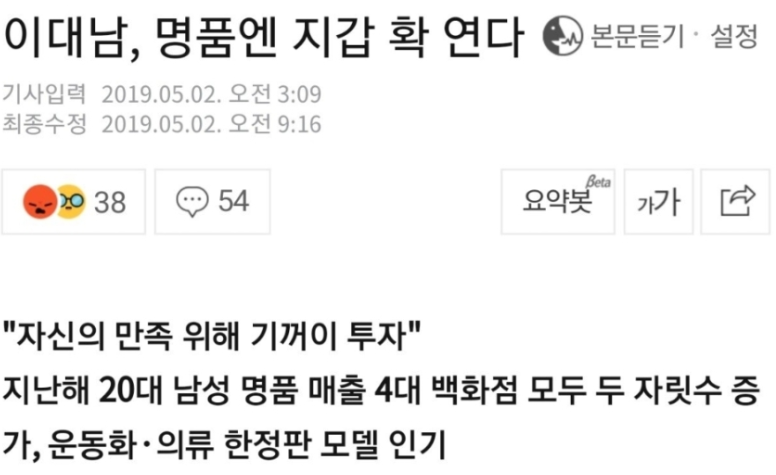 이대남, 명품엔 지갑 확 연다 본문듣기 · 설정
기사입력 2019.05.02. 오전 3:09
최종수정 2019.05.02. 오전 9:16
38 54 요약봇 Beta 가가
"자신의 만족 위해 기꺼이 투자"
지난해 20대 남성 명품 매출 4대 백화점 모두 두 자릿수 증
가, 운동화·의류 한정판 모델 인기